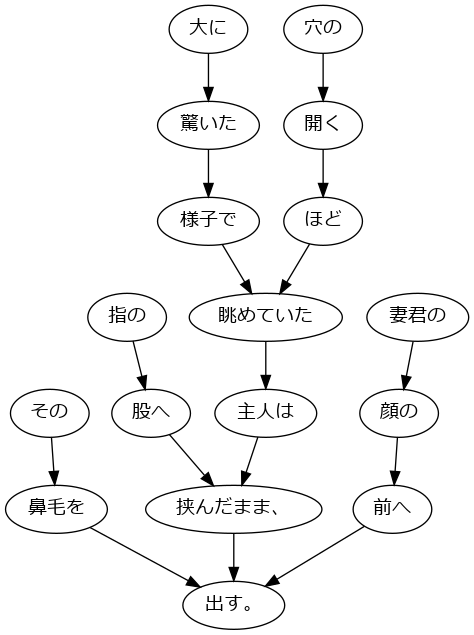 大に
穴の
驚いた
開く
様子で
ほど
指の
眺めていた
妻君の
その
股へ
主人は
顔の
鼻毛を
挟んだまま、
前へ
出す。